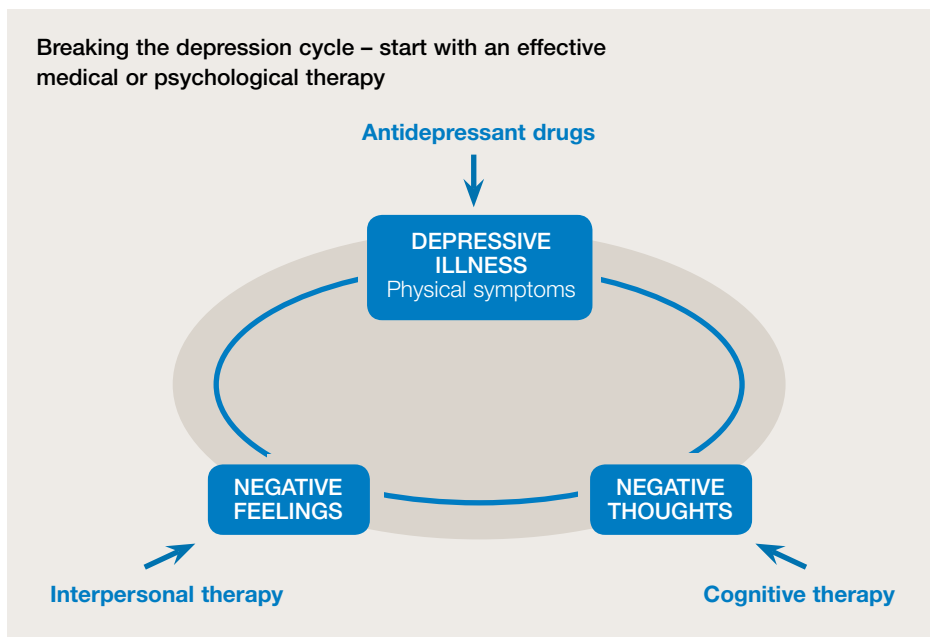 Breaking the depression cycle – start with an effective
medical or psychological therapy
Antidepressant drugs
DEPRESSIVE
ILLNESS
Physical symptoms
NEGATIVE
FEELINGS
NEGATIVE
THOUGHTS
Interpersonal therapy
Cognitive therapy